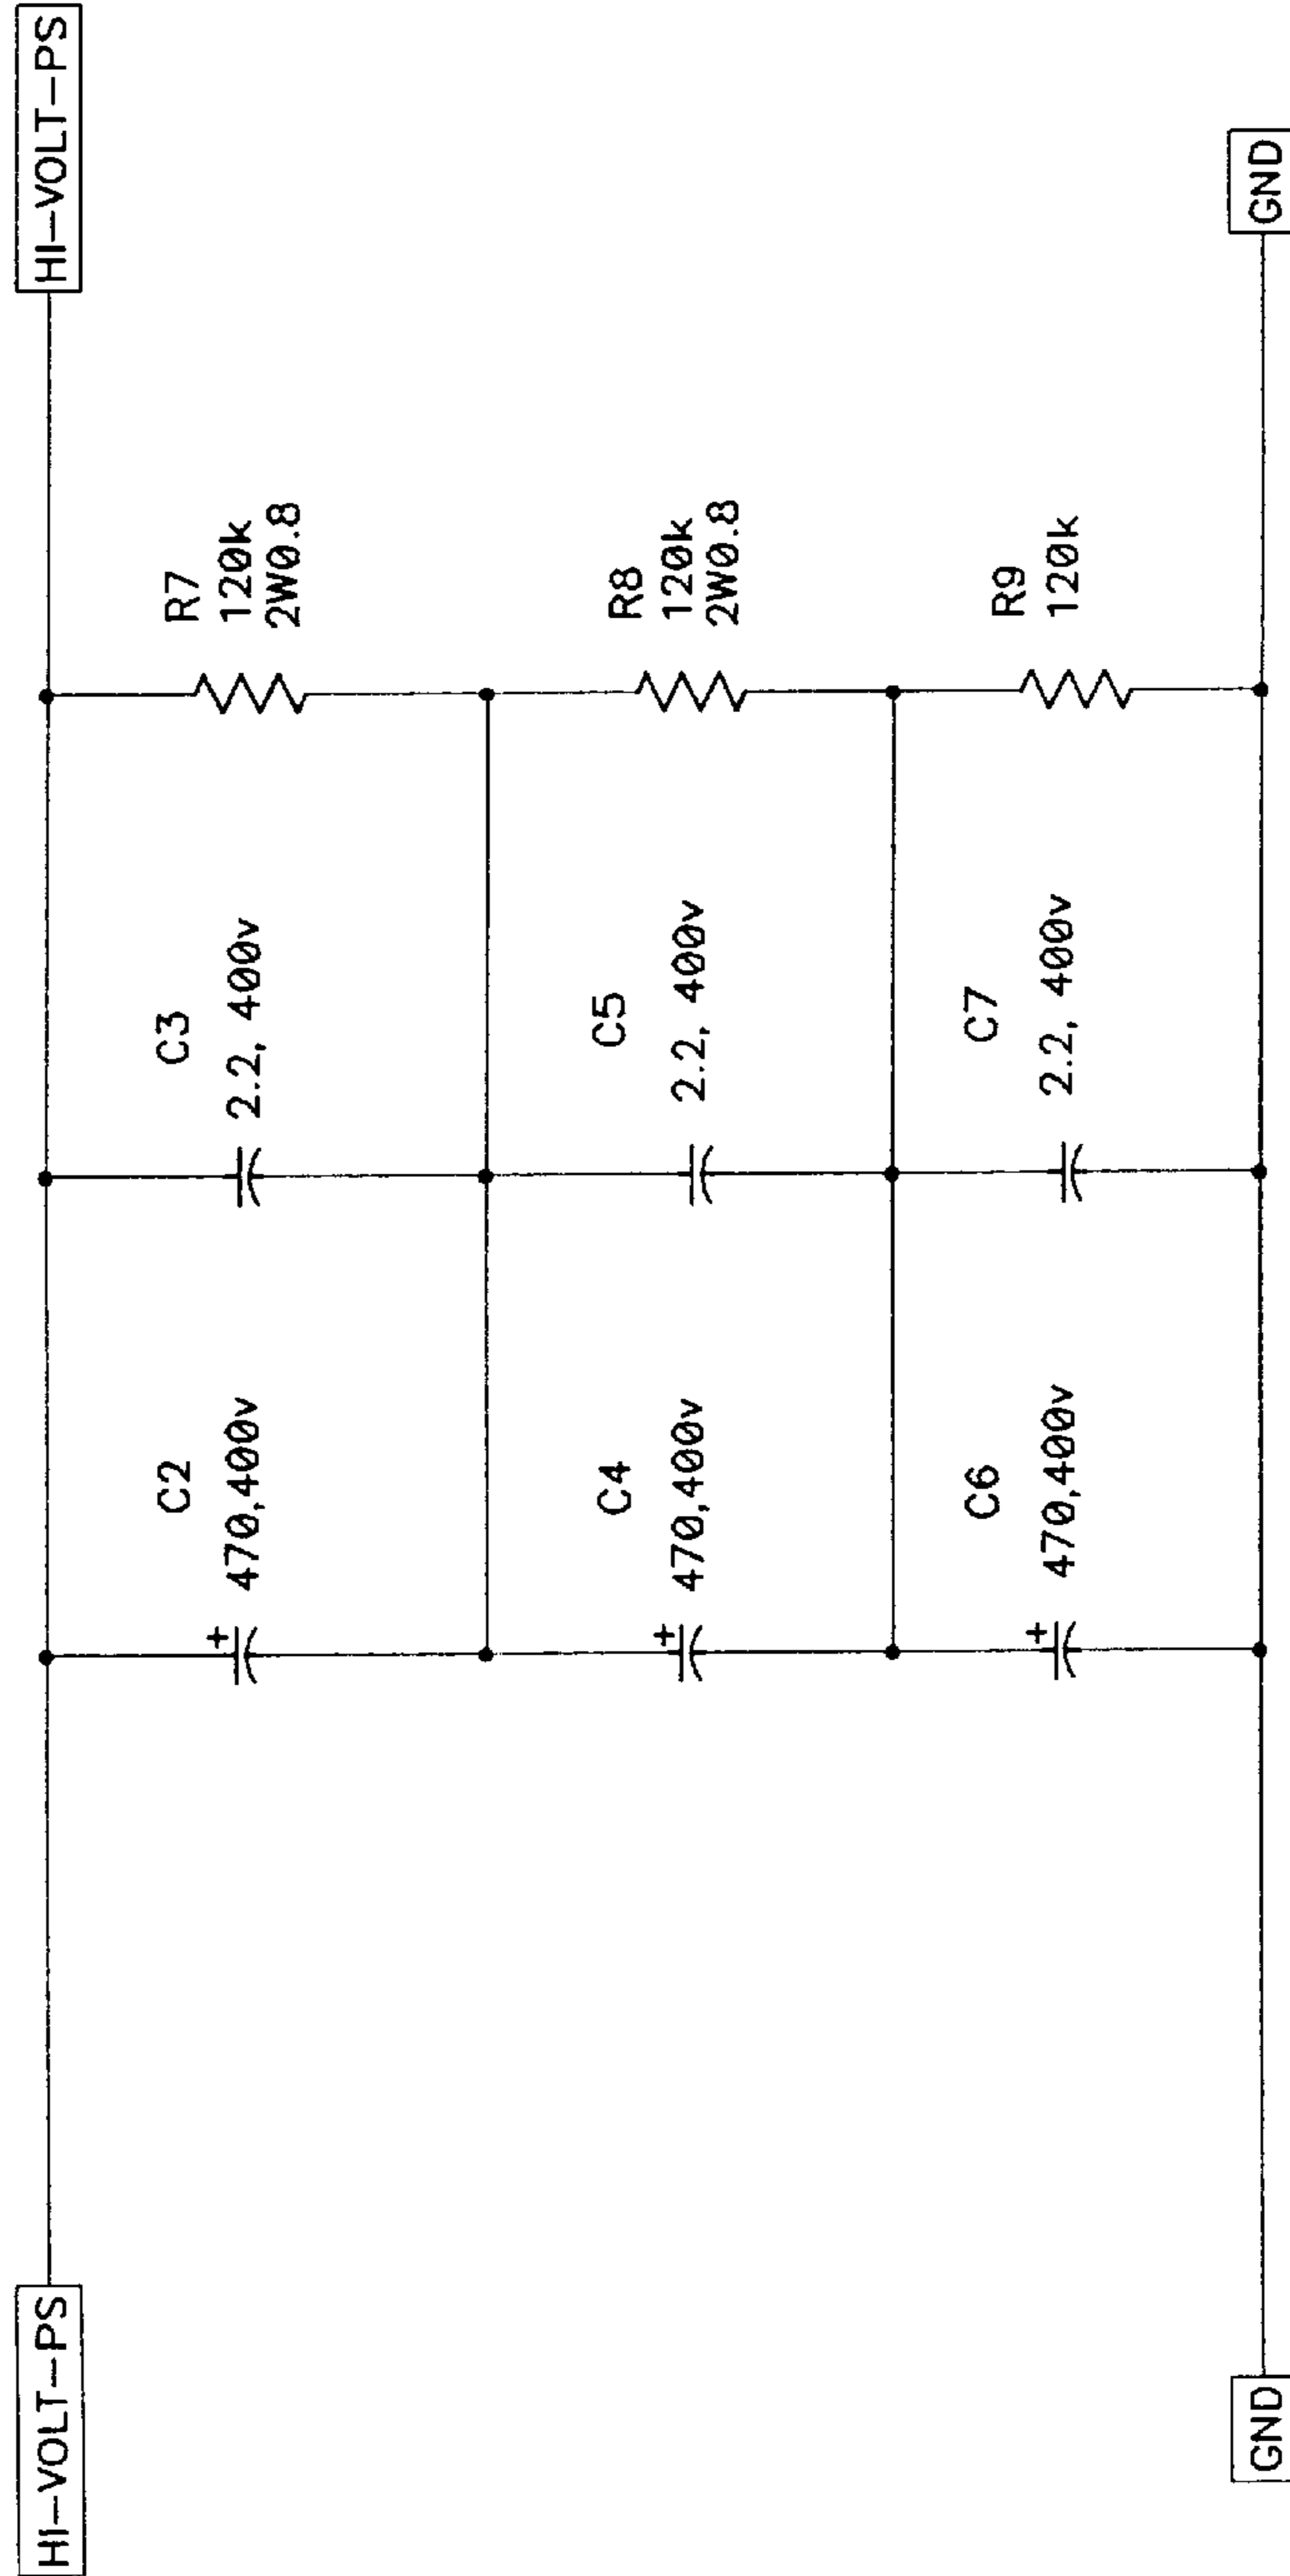 HI-VOLT-PS
HI-VOLT-PS
C2
470,400v
C3
2.2, 400v
R7
120k
2W0.8
C4
470,400v
C5
2.2, 400v
R8
120k
2W0.8
C6
470,400v
C7
2.2, 400v
R9
120k
GND
GND
+
+
+